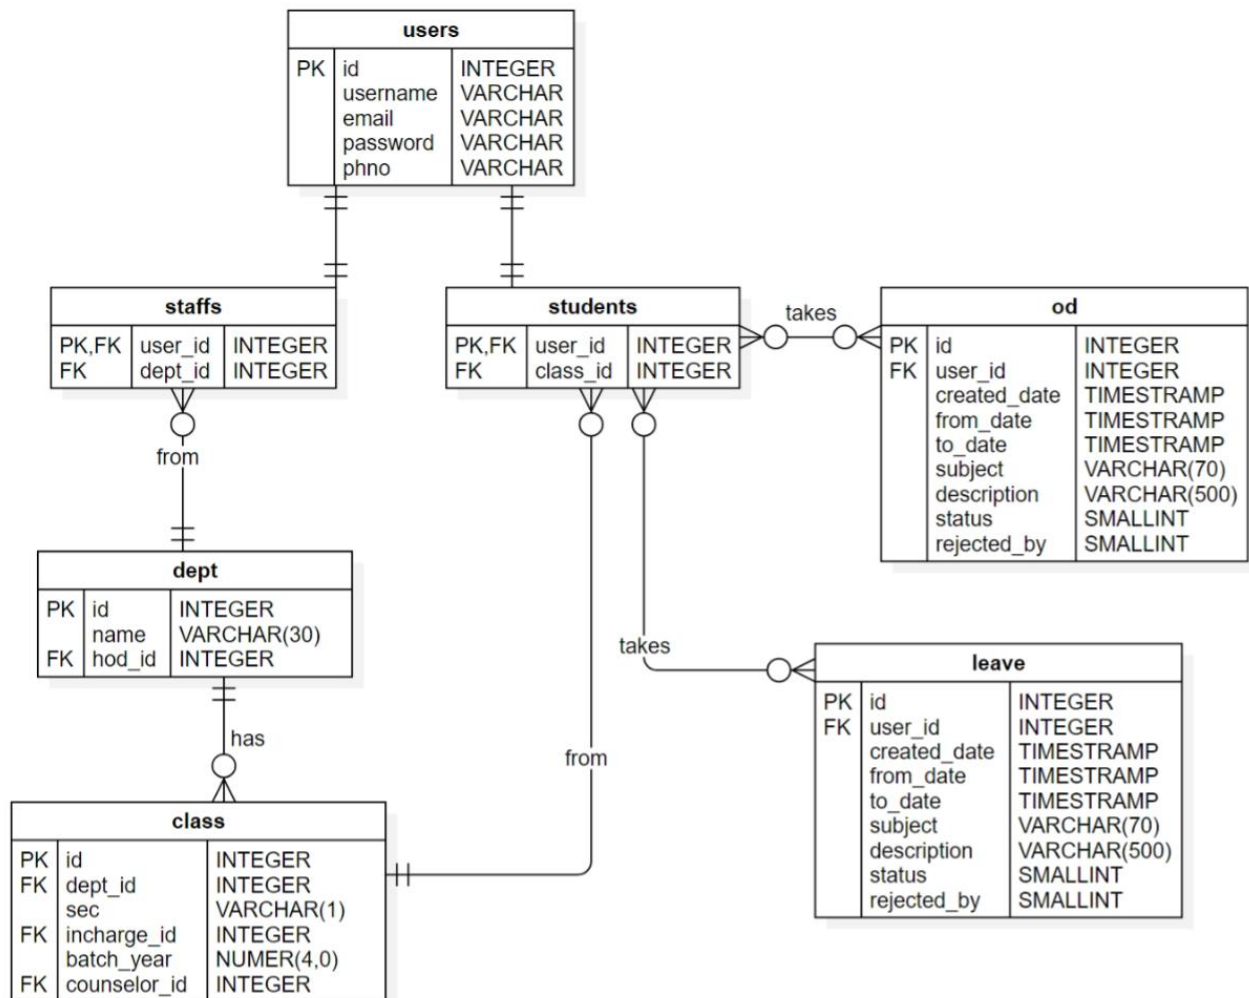 users
PK id INTEGER
username VARCHAR
email VARCHAR
password VARCHAR
phno VARCHAR
staffs
PK,FK user_id INTEGER
FK dept_id INTEGER
students
PK,FK user_id INTEGER
FK class_id INTEGER
takes
od
PK id INTEGER
FK user_id INTEGER
created_date TIMESTRAMP
from_date TIMESTRAMP
to_date TIMESTRAMP
subject VARCHAR(70)
description VARCHAR(500)
status SMALLINT
rejected_by SMALLINT
from
dept
PK id INTEGER
name VARCHAR(30)
FK hod_id INTEGER
takes
leave
PK id INTEGER
FK user_id INTEGER
created_date TIMESTRAMP
from_date TIMESTRAMP
to_date TIMESTRAMP
subject VARCHAR(70)
description VARCHAR(500)
status SMALLINT
rejected_by SMALLINT
has
from
class
PK id INTEGER
FK dept_id INTEGER
sec VARCHAR(1)
FK incharge_id INTEGER
batch_year NUMER(4,0)
FK counselor_id INTEGER